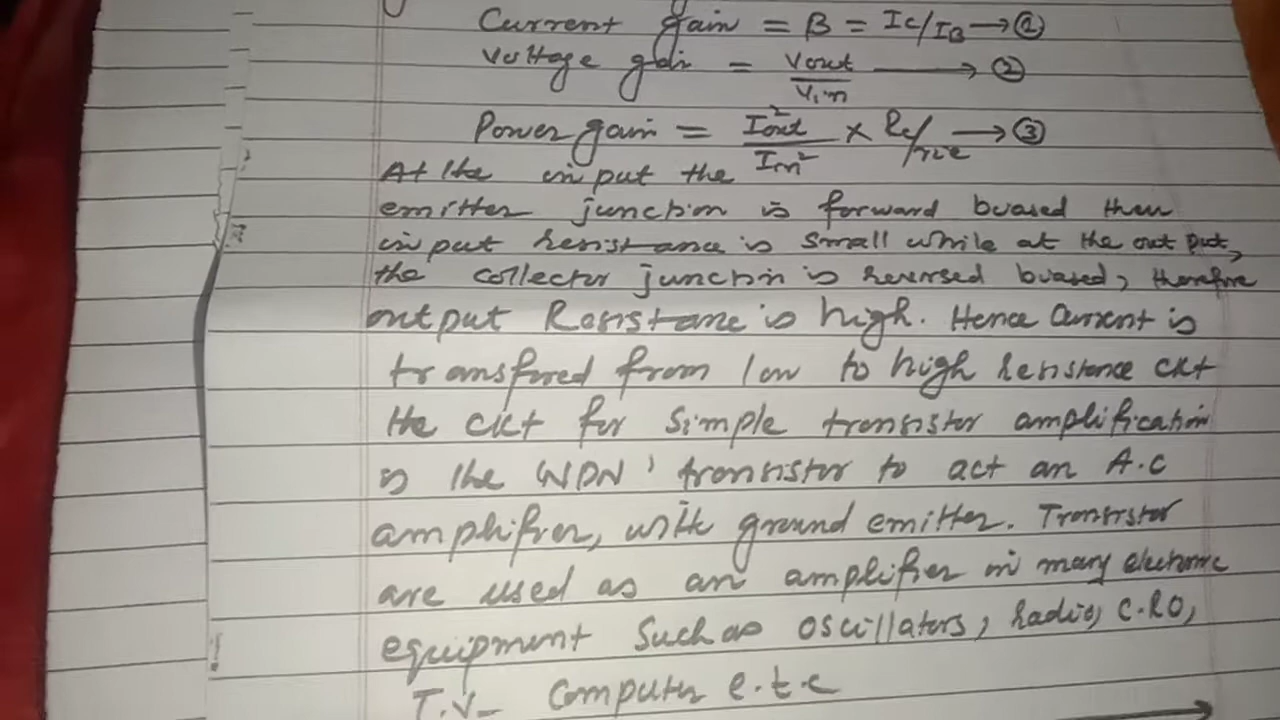 Current gain = β = Ic/IB → ①
Voltage gain = Vout/Vin → ②
Power gain = Iout²/Iin² × Rc/rie → ③
At the input the
emitter junction is forward biased then
input resistance is small while at the out put,
the collector junction is reversed biased, therefore
output Resistance is high. Hence Current is
transfered from low to high resistance ckt
the ckt for simple transistor amplification
is the NPN' transistor to act an A.C
amplifier, with ground emitter. Transistor
are used as an amplifier in many electronic
equipment Such as oscillators, radio, C.RO,
T.V- Computer e.t.c